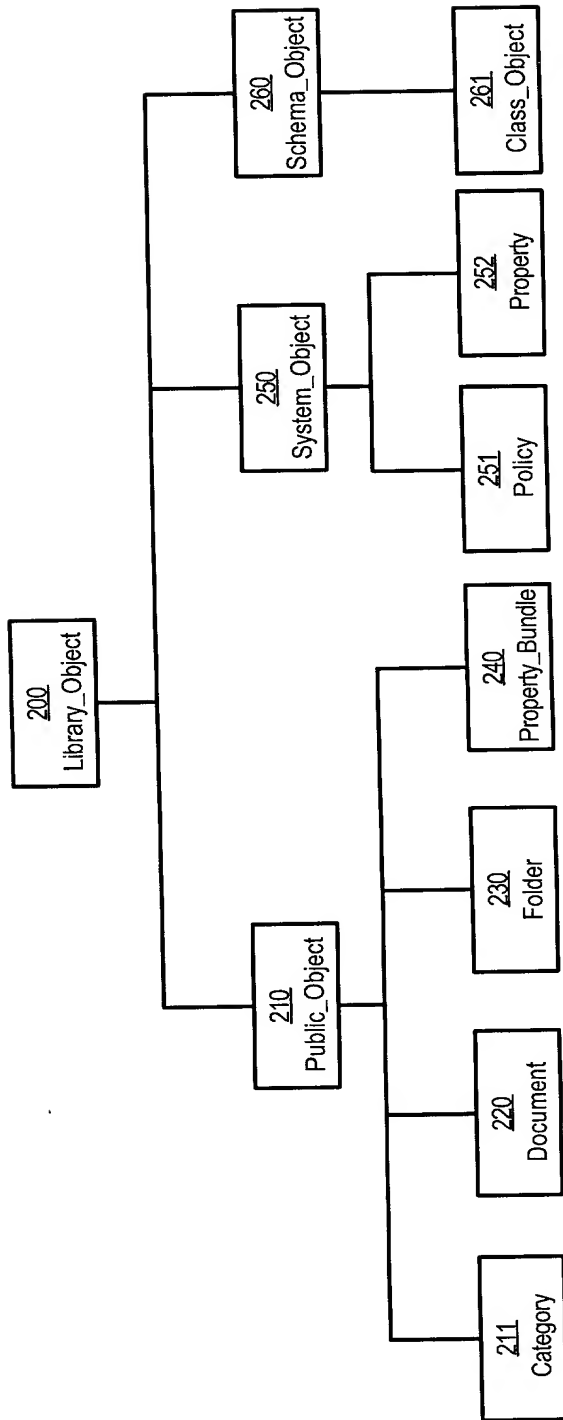 200
Library_Object
210
Public_Object
250
System_Object
260
Schema_Object
211
Category
220
Document
230
Folder
240
Property_Bundle
251
Policy
252
Property
261
Class_Object